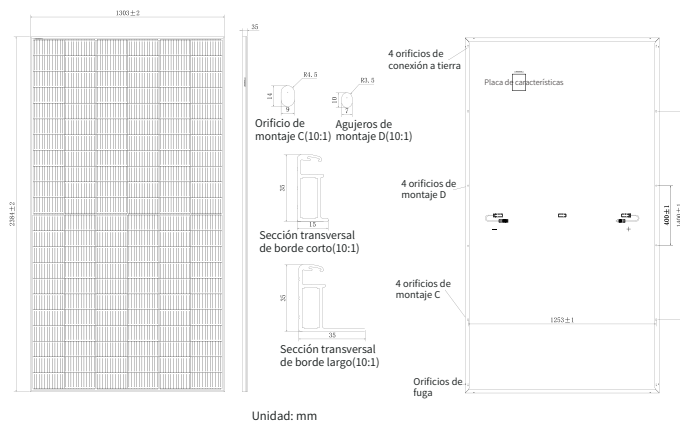 1303±2
35
2384±2
R4.5
14
9
Orificio de
montaje C(10:1)
R3.5
10
7
Agujeros de
montaje D(10:1)
35
15
Sección transversal
de borde corto(10:1)
35
35
Sección transversal
de borde largo(10:1)
4 orificios de
conexión a tierra
Placa de características
4 orificios de
montaje D
400±1
1400±1
- +
4 orificios de
montaje C
1253±1
Orificios de
fuga
Unidad: mm